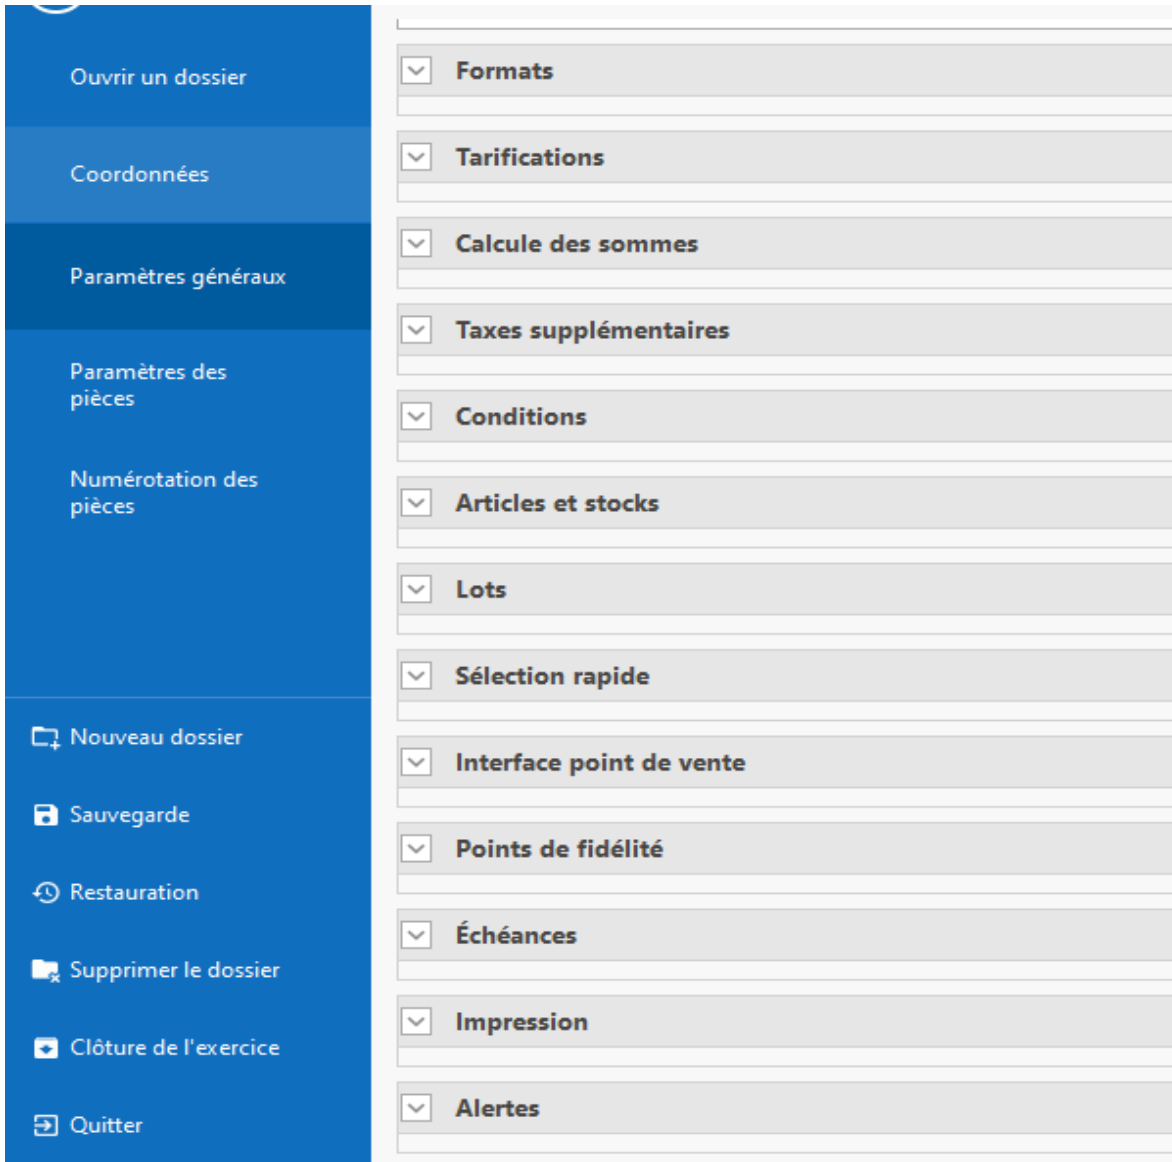 Ouvrir un dossier
Coordonnées
Paramètres généraux
Paramètres des
pièces
Numérotation des
pièces
Nouveau dossier
Sauvegarde
Restauration
Supprimer le dossier
Clôture de l'exercice
Quitter
Formats
Tarifications
Calcule des sommes
Taxes supplémentaires
Conditions
Articles et stocks
Lots
Sélection rapide
Interface point de vente
Points de fidélité
Échéances
Impression
Alertes